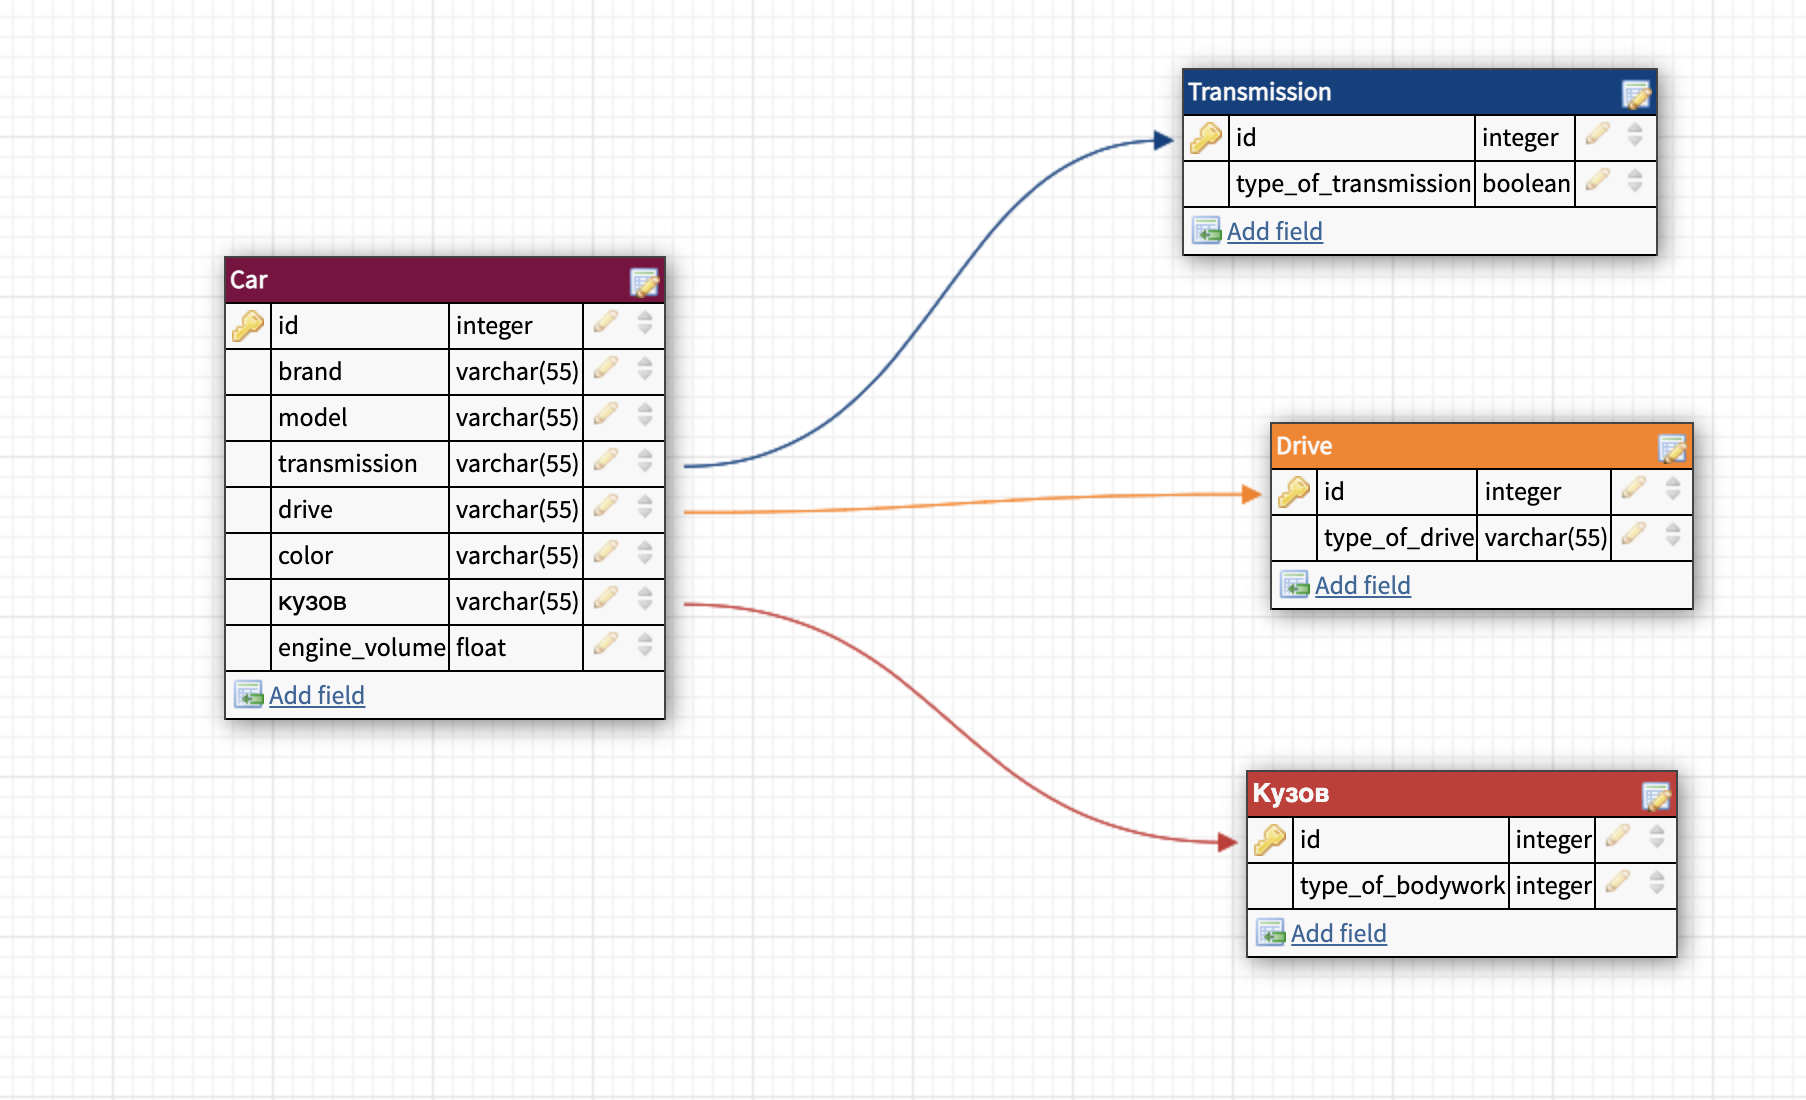 Transmission
id integer
type_of_transmission boolean
Add field
Car
id integer
brand varchar(55)
model varchar(55)
transmission varchar(55)
drive varchar(55)
color varchar(55)
кузов varchar(55)
engine_volume float
Add field
Drive
id integer
type_of_drive varchar(55)
Add field
Кузов
id integer
type_of_bodywork integer
Add field